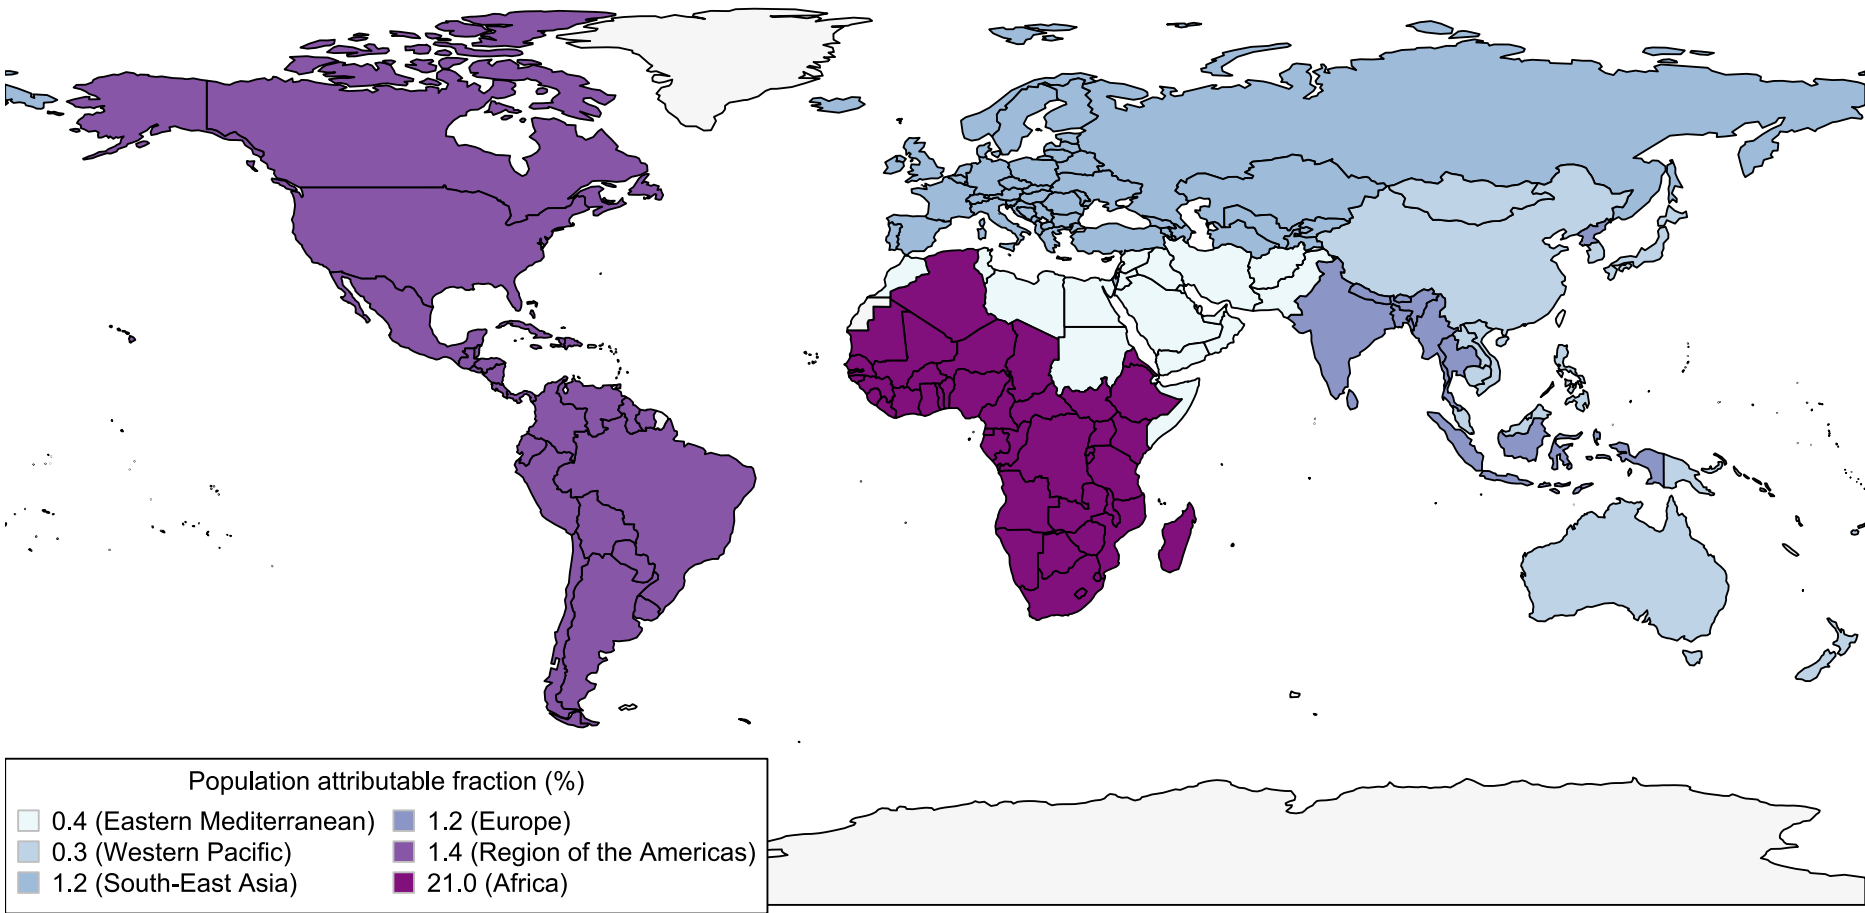 Population attributable fraction (%)
0.4 (Eastern Mediterranean)
0.3 (Western Pacific)
1.2 (South-East Asia)
1.2 (Europe)
1.4 (Region of the Americas)
21.0 (Africa)